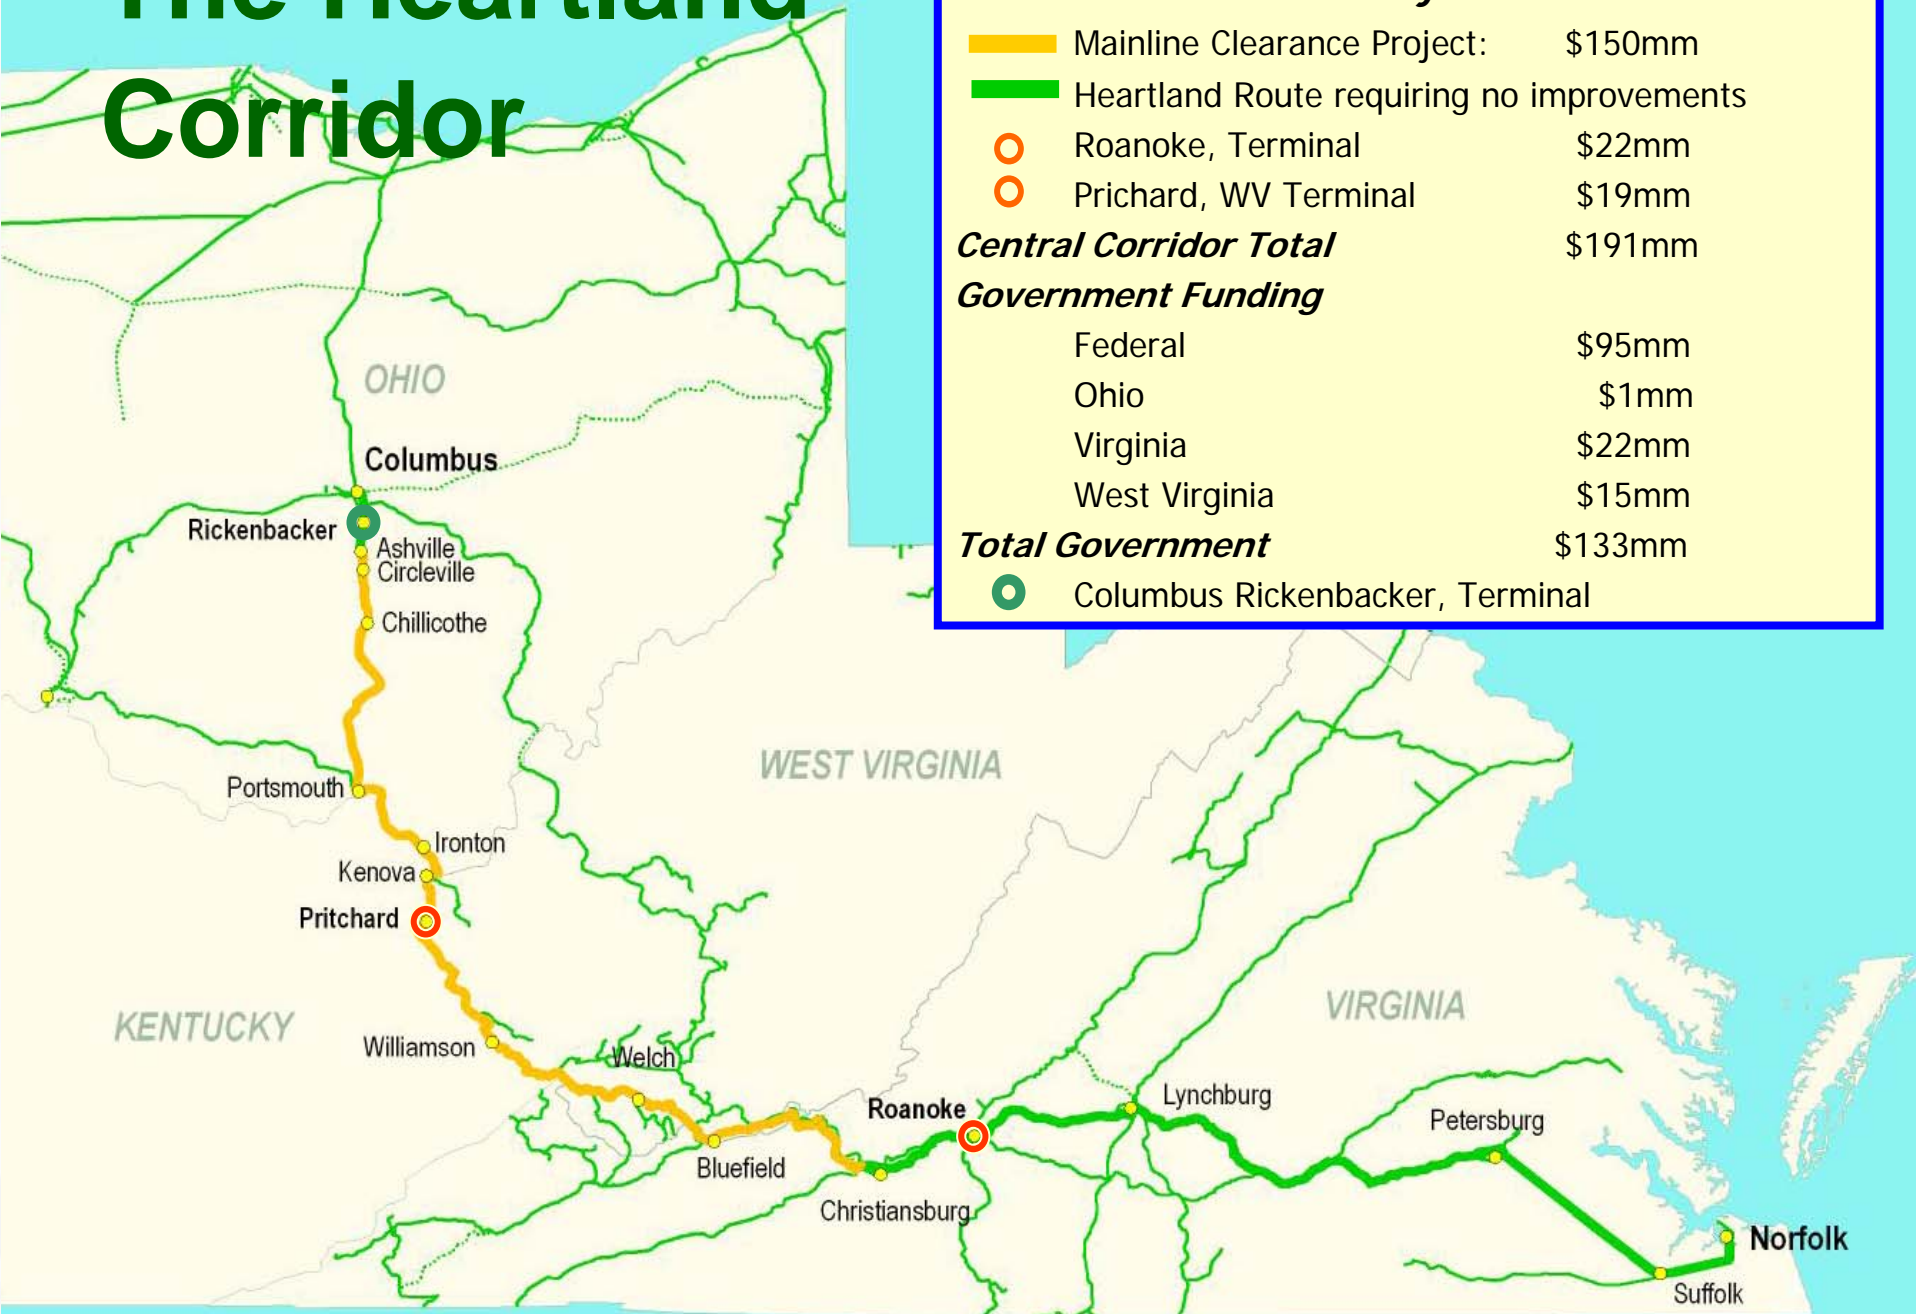 The Heartland
Corridor
Mainline Clearance Project: $150mm
Heartland Route requiring no improvements
Roanoke, Terminal $22mm
Prichard, WV Terminal $19mm
Central Corridor Total $191mm
Government Funding
Federal $95mm
Ohio $1mm
Virginia $22mm
West Virginia $15mm
Total Government $133mm
Columbus Rickenbacker, Terminal
OHIO
Columbus
Rickenbacker
Ashville
Circleville
Chillicothe
WEST VIRGINIA
Portsmouth
Ironton
Kenova
Pritchard
KENTUCKY
VIRGINIA
Williamson
Welch
Roanoke
Lynchburg
Petersburg
Bluefield
Christiansburg
Norfolk
Suffolk